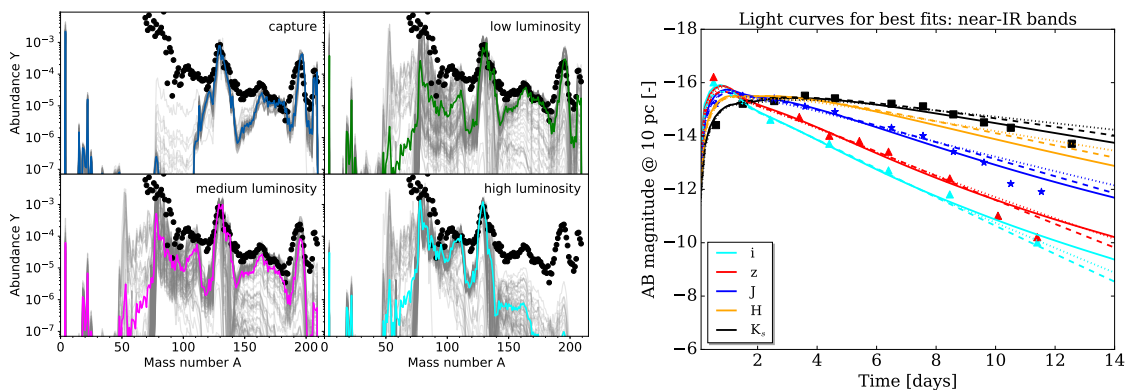 capture
low luminosity
medium luminosity
high luminosity
Abundance Y
10⁻³
10⁻⁴
10⁻⁵
10⁻⁶
10⁻⁷
Abundance Y
10⁻³
10⁻⁴
10⁻⁵
10⁻⁶
10⁻⁷
0 50 100 150 200
Mass number A
0 50 100 150 200
Mass number A
Light curves for best fits: near-IR bands
AB magnitude @ 10 pc [-]
−18
−16
−14
−12
−10
−8
−6
i
z
J
H
Kₛ
2 4 6 8 10 12 14
Time [days]